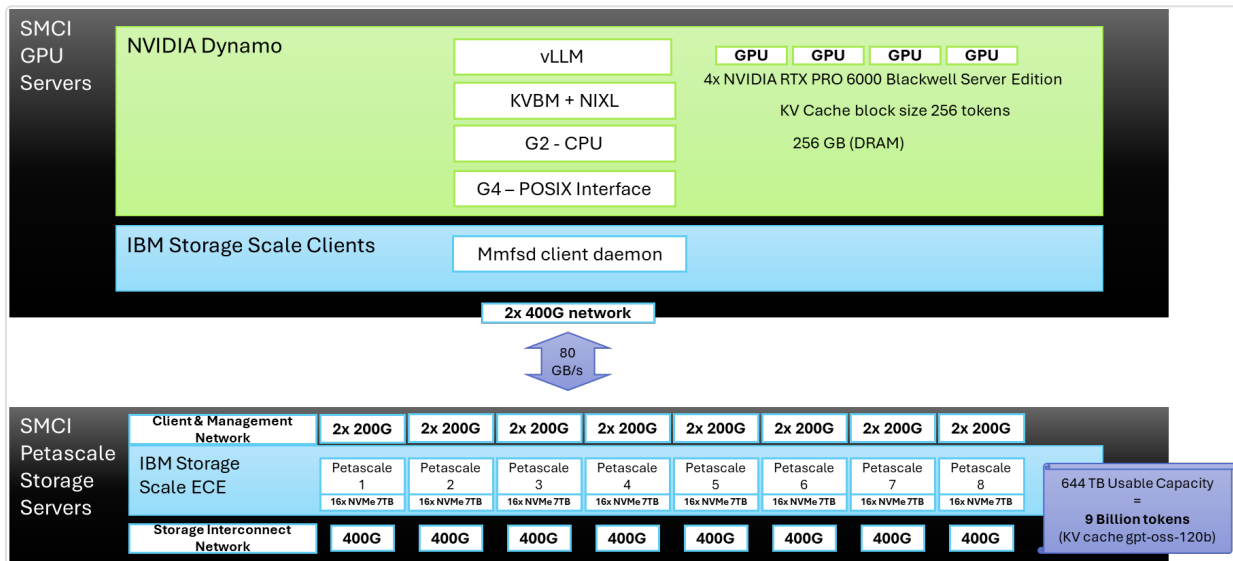 SMCI
GPU
Servers
NVIDIA Dynamo
vLLM
KVBM + NIXL
G2 - CPU
G4 – POSIX Interface
GPU GPU GPU GPU
4x NVIDIA RTX PRO 6000 Blackwell Server Edition
KV Cache block size 256 tokens
256 GB (DRAM)
IBM Storage Scale Clients
Mmfsd client daemon
2x 400G network
80
GB/s
SMCI
Petascale
Storage
Servers
Client & Management
Network
2x 200G 2x 200G 2x 200G 2x 200G 2x 200G 2x 200G 2x 200G 2x 200G
IBM Storage
Scale ECE
Petascale Petascale Petascale Petascale Petascale Petascale Petascale Petascale
1 2 3 4 5 6 7 8
16x NVMe 7TB 16x NVMe 7TB 16x NVMe 7TB 16x NVMe 7TB 16x NVMe 7TB 16x NVMe 7TB 16x NVMe 7TB 16x NVMe 7TB
Storage Interconnect
Network
400G 400G 400G 400G 400G 400G 400G 400G
644 TB Usable Capacity
=
9 Billion tokens
(KV cache gpt-oss-120b)